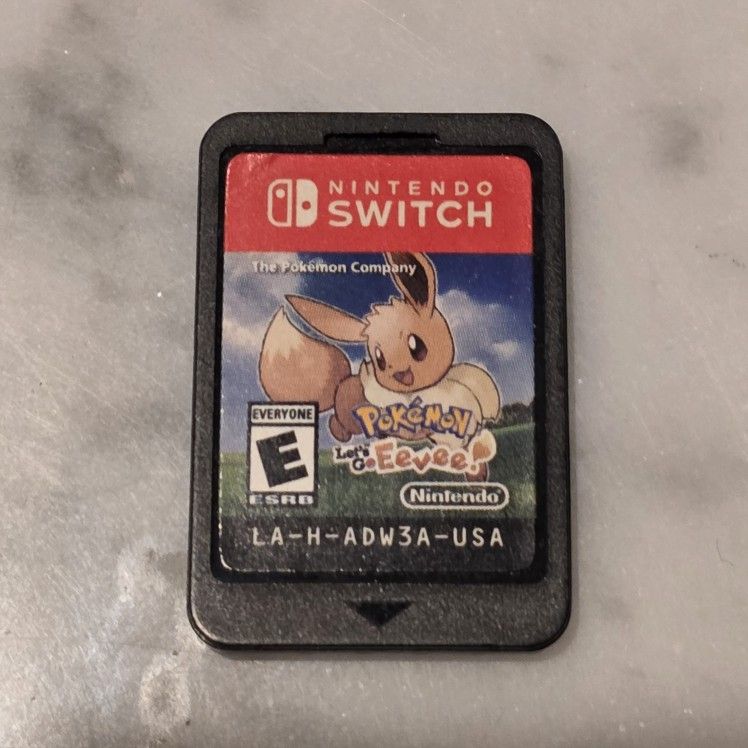 NINTENDO
SWITCH
The Pokémon Company
EVERYONE
E
ESRB
POKéMON
Let's
Go Eevee!
Nintendo
LA-H-ADW3A-USA